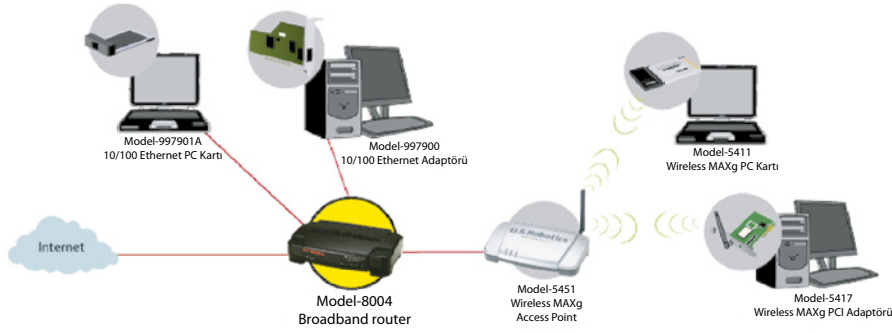 Model-997901A
10/100 Ethernet PC Kartı
Model-997900
10/100 Ethernet Adaptörü
Model-5411
Wireless MAXg PC Kartı
Internet
U.S.Robotics
Model-8004
Broadband router
Model-5451
Wireless MAXg
Access Point
Model-5417
Wireless MAXg PCI Adaptörü